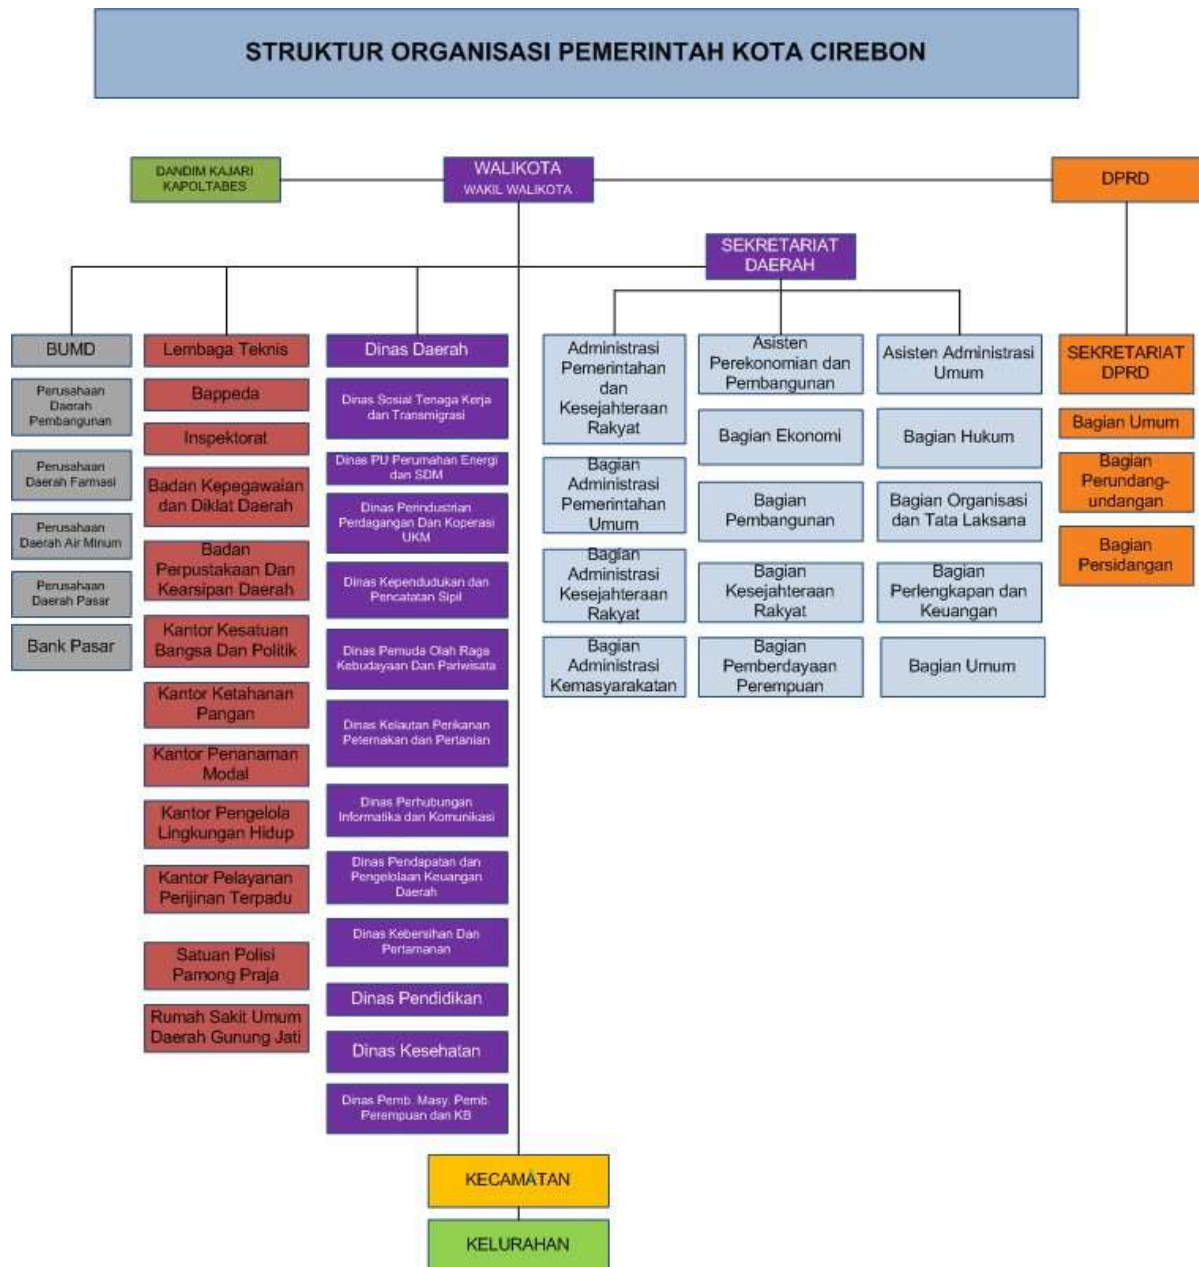 STRUKTUR ORGANISASI PEMERINTAH KOTA CIREBON
DANDIM KAJARI
KAPOLTABES
WALIKOTA
WAKIL WALIKOTA
DPRD
SEKRETARIAT
DAERAH
BUMD
Perusahaan
Daerah
Pembangunan
Perusahaan
Daerah Farmasi
Perusahaan
Daerah Air Minum
Perusahaan
Daerah Pasar
Bank Pasar
Lembaga Teknis
Bappeda
Inspektorat
Badan Kepegawaian
dan Diklat Daerah
Badan
Perpustakaan Dan
Kearsipan Daerah
Kantor Kesatuan
Bangsa Dan Politik
Kantor Ketahanan
Pangan
Kantor Penanaman
Modal
Kantor Pengelola
Lingkungan Hidup
Kantor Pelayanan
Perijinan Terpadu
Satuan Polisi
Pamong Praja
Rumah Sakit Umum
Daerah Gunung Jati
Dinas Daerah
Dinas Sosial Tenaga Kerja
dan Transmigrasi
Dinas PU Perumahan Energi
dan SDM
Dinas Perindustrian
Perdagangan Dan Koperasi
UKM
Dinas Kependudukan dan
Pencatatan Sipil
Dinas Pemuda Olah Raga
Kebudayaan Dan Pariwisata
Dinas Kelautan Perikanan
Peternakan dan Pertanian
Dinas Perhubungan
Informatika dan Komunikasi
Dinas Pendapatan dan
Pengelolaan Keuangan
Daerah
Dinas Kebersihan Dan
Pertamanan
Dinas Pendidikan
Dinas Kesehatan
Dinas Pemb. Masy. Pemb.
Perempuan dan KB
Administrasi
Pemerintahan
dan
Kesejahteraan
Rakyat
Bagian
Administrasi
Pemerintahan
Umum
Bagian
Administrasi
Kesejahteraan
Rakyat
Bagian
Administrasi
Kemasyarakatan
Asisten
Perekonomian dan
Pembangunan
Bagian Ekonomi
Bagian
Pembangunan
Bagian
Kesejahteraan
Rakyat
Bagian
Pemberdayaan
Perempuan
Asisten Administrasi
Umum
Bagian Hukum
Bagian Organisasi
dan Tata Laksana
Bagian
Perlengkapan dan
Keuangan
Bagian Umum
SEKRETARIAT
DPRD
Bagian Umum
Bagian
Perundang-
undangan
Bagian
Persidangan
KECAMATAN
KELURAHAN